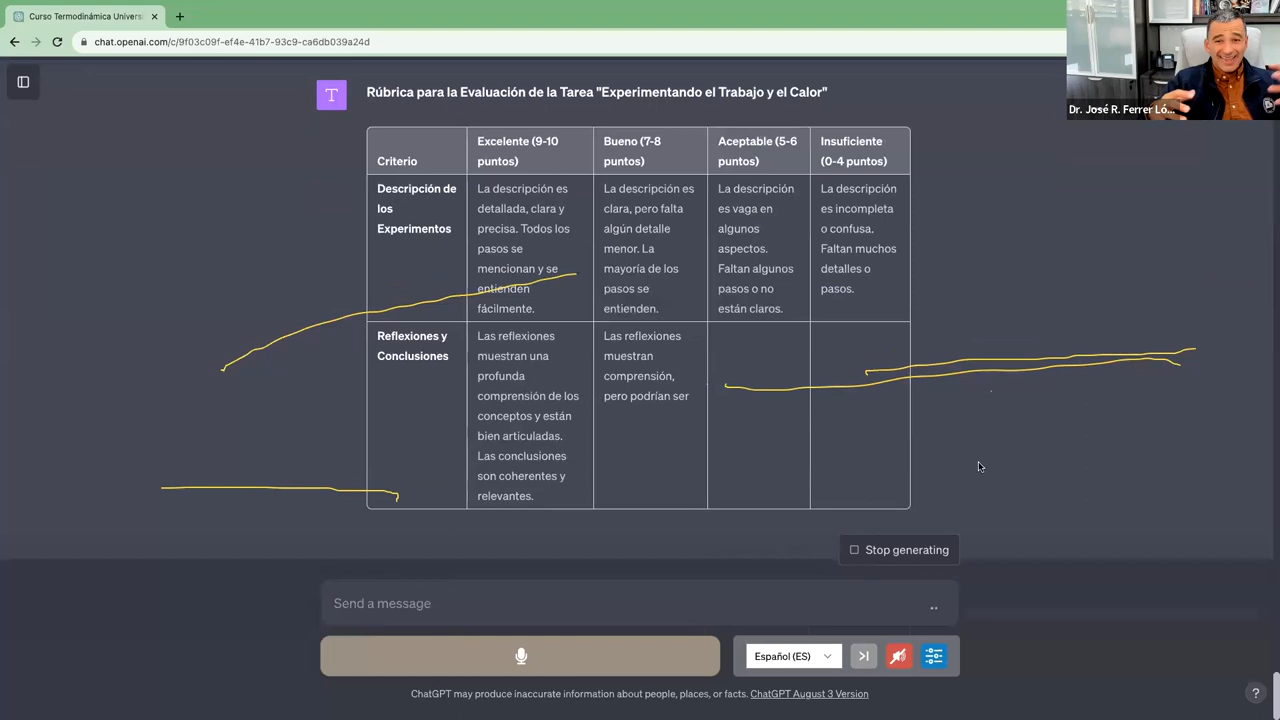 Curso Termodinámica Univers
chat.openai.com/c/9f03c09f-ef4e-41b7-93c9-ca6db039a24d
Dr. José R. Ferrer Ló...
T
Rúbrica para la Evaluación de la Tarea "Experimentando el Trabajo y el Calor"
Criterio
Excelente (9-10
puntos)
Bueno (7-8
puntos)
Aceptable (5-6
puntos)
Insuficiente
(0-4 puntos)
Descripción de
los
Experimentos
La descripción es
detallada, clara y
precisa. Todos los
pasos se
mencionan y se
entienden
fácilmente.
La descripción es
clara, pero falta
algún detalle
menor. La
mayoría de los
pasos se
entienden.
La descripción
es vaga en
algunos
aspectos.
Faltan algunos
pasos o no
están claros.
La descripción
es incompleta
o confusa.
Faltan muchos
detalles o
pasos.
Reflexiones y
Conclusiones
Las reflexiones
muestran una
profunda
comprensión de los
conceptos y están
bien articuladas.
Las conclusiones
son coherentes y
relevantes.
Las reflexiones
muestran
comprensión,
pero podrían ser
Stop generating
Send a message
Español (ES)
ChatGPT may produce inaccurate information about people, places, or facts. ChatGPT August 3 Version
?